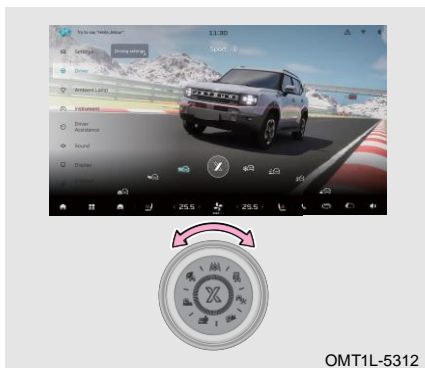 Try to say "Hello Jetour"
11:30
Settings
Driving settings
Sport
Driver
Ambient Lamp
Instrument
Driver
Assistance
Sound
Display
25.5
25.5
X
OMT1L-5312